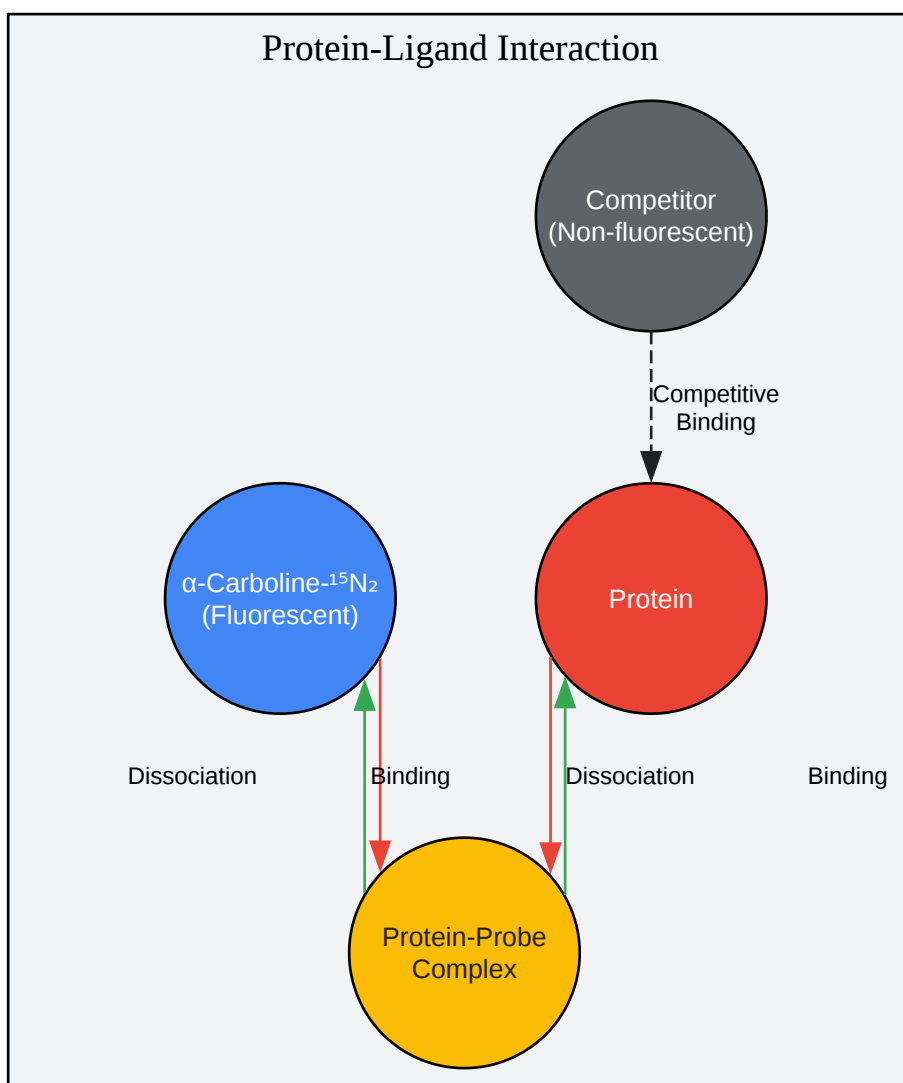 Protein-Ligand Interaction
Competitor
(Non-fluorescent)
Competitive
Binding
α-Carboline-¹⁵N₂
(Fluorescent)
Protein
Dissociation
Binding
Dissociation
Binding
Protein-Probe
Complex